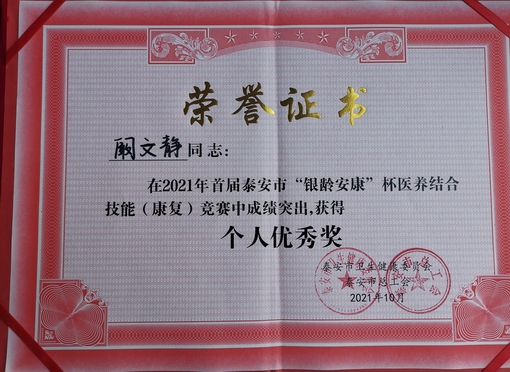 荣誉证书
阚文静同志:
在2021年首届泰安市“银龄安康”杯医养结合
技能（康复）竞赛中成绩突出,获得
个人优秀奖
泰安市卫生健康委员会
泰安市总工会
2021年10月